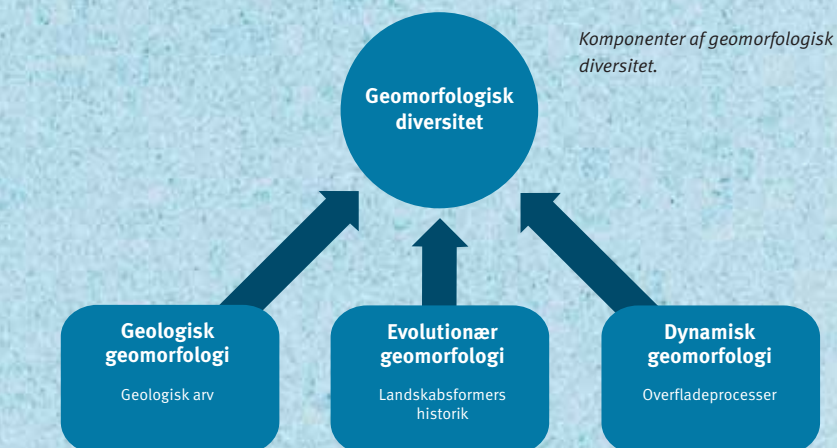 Komponenter af geomorfologisk
diversitet.
Geomorfologisk
diversitet
Geologisk
geomorfologi
Geologisk arv
Evolutionær
geomorfologi
Landskabsformers
historik
Dynamisk
geomorfologi
Overfladeprocesser